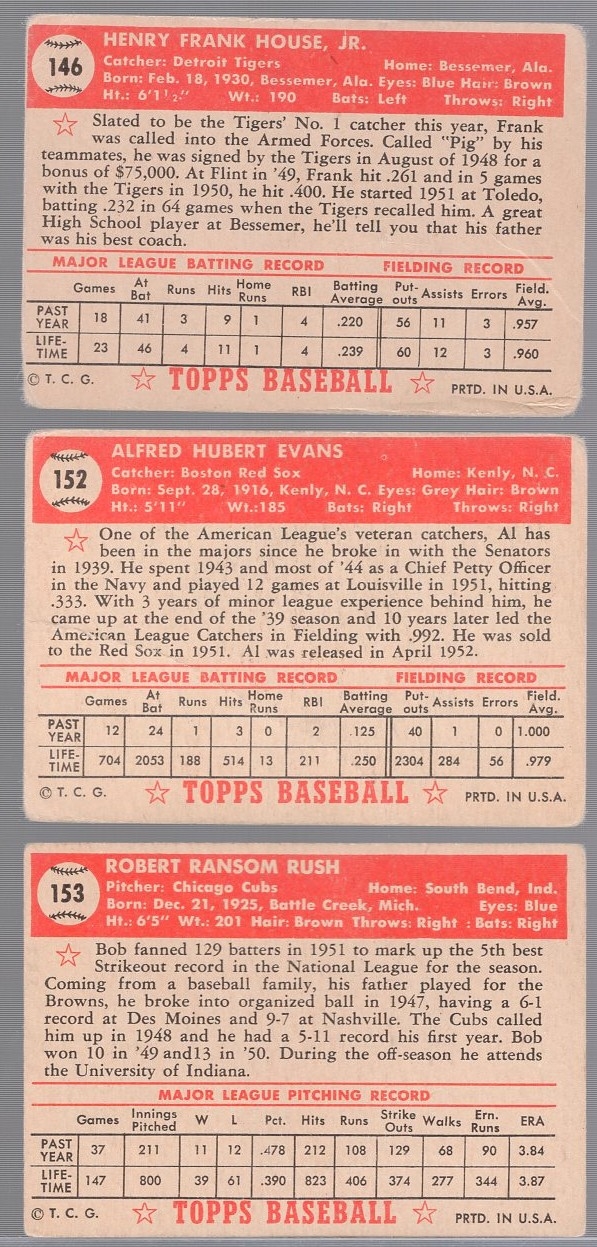 146
HENRY FRANK HOUSE, JR.
Catcher: Detroit Tigers Home: Bessemer, Ala.
Born: Feb. 18, 1930, Bessemer, Ala. Eyes: Blue Hair: Brown
Ht.: 6'1½" Wt.: 190 Bats: Left Throws: Right
☆ Slated to be the Tigers' No. 1 catcher this year, Frank
was called into the Armed Forces. Called "Pig" by his
teammates, he was signed by the Tigers in August of 1948 for a
bonus of $75,000. At Flint in '49, Frank hit .261 and in 5 games
with the Tigers in 1950, he hit .400. He started 1951 at Toledo,
batting .232 in 64 games when the Tigers recalled him. A great
High School player at Bessemer, he'll tell you that his father
was his best coach.
MAJOR LEAGUE BATTING RECORD FIELDING RECORD
Games At Bat Runs Hits Home Runs RBI Batting Average Put-outs Assists Errors Field. Avg.
PAST YEAR 18 41 3 9 1 4 .220 56 11 3 .957
LIFE-TIME 23 46 4 11 1 4 .239 60 12 3 .960
© T. C. G. ☆ TOPPS BASEBALL ☆ PRTD. IN U.S.A.
152
ALFRED HUBERT EVANS
Catcher: Boston Red Sox Home: Kenly, N. C.
Born: Sept. 28, 1916, Kenly, N. C. Eyes: Grey Hair: Brown
Ht.: 5'11" Wt.:185 Bats: Right Throws: Right
☆ One of the American League's veteran catchers, Al has
been in the majors since he broke in with the Senators
in 1939. He spent 1943 and most of '44 as a Chief Petty Officer
in the Navy and played 12 games at Louisville in 1951, hitting
.333. With 3 years of minor league experience behind him, he
came up at the end of the '39 season and 10 years later led the
American League Catchers in Fielding with .992. He was sold
to the Red Sox in 1951. Al was released in April 1952.
MAJOR LEAGUE BATTING RECORD FIELDING RECORD
Games At Bat Runs Hits Home Runs RBI Batting Average Put-outs Assists Errors Field. Avg.
PAST YEAR 12 24 1 3 0 2 .125 40 1 0 1.000
LIFE-TIME 704 2053 188 514 13 211 .250 2304 284 56 .979
© T. C. G. ☆ TOPPS BASEBALL ☆ PRTD. IN U.S.A.
153
ROBERT RANSOM RUSH
Pitcher: Chicago Cubs Home: South Bend, Ind.
Born: Dec. 21, 1925, Battle Creek, Mich. Eyes: Blue
Ht.: 6'5" Wt.: 201 Hair: Brown Throws: Right : Bats: Right
☆ Bob fanned 129 batters in 1951 to mark up the 5th best
Strikeout record in the National League for the season.
Coming from a baseball family, his father played for the
Browns, he broke into organized ball in 1947, having a 6-1
record at Des Moines and 9-7 at Nashville. The Cubs called
him up in 1948 and he had a 5-11 record his first year. Bob
won 10 in '49 and13 in '50. During the off-season he attends
the University of Indiana.
MAJOR LEAGUE PITCHING RECORD
Games Innings Pitched W L Pct. Hits Runs Strike Outs Walks Ern. Runs ERA
PAST YEAR 37 211 11 12 .478 212 108 129 68 90 3.84
LIFE-TIME 147 800 39 61 .390 823 406 374 277 344 3.87
© T. C. G. ☆ TOPPS BASEBALL ☆ PRTD. IN U.S.A.